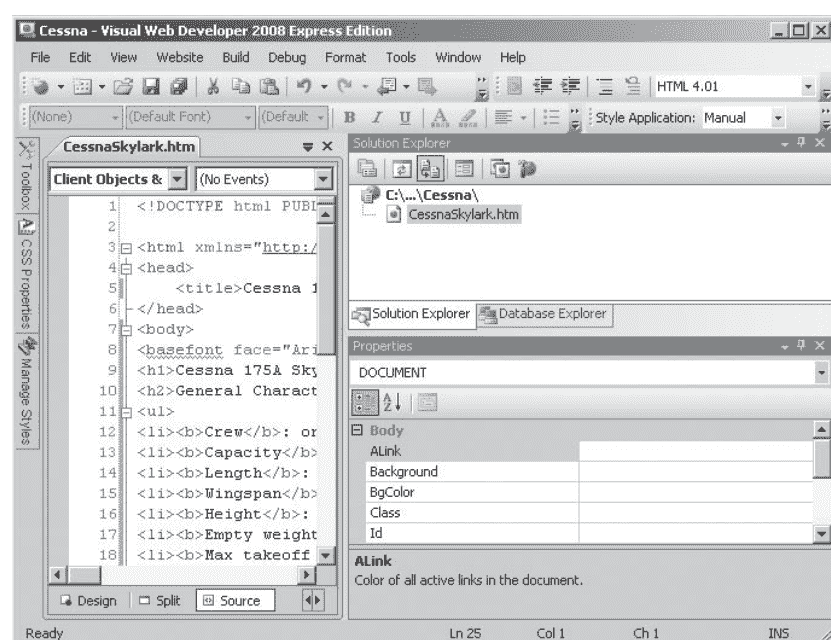 Cessna - Visual Web Developer 2008 Express Edition
File Edit View Website Build Debug Format Tools Window Help
HTML 4.01
(None) (Default Font) (Default B I U A Style Application: Manual
CessnaSkylark.htm
Client Objects & (No Events)
1 <!DOCTYPE html PUB
2
3 <html xmlns="http:/
4 <head>
5 <title>Cessna 1
6 </head>
7 <body>
8 <basefont face="Ari
9 <h1>Cessna 175A Sky
10 <h2>General Charact
11 <ul>
12 <li><b>Crew</b>: or
13 <li><b>Capacity</b>
14 <li><b>Length</b>:
15 <li><b>Wingspan</b>
16 <li><b>Height</b>:
17 <li><b>Empty weight
18 <li><b>Max takeoff
Design Split Source
Toolbox
CSS Properties
Manage Styles
Solution Explorer
C:\...\Cessna\
CessnaSkylark.htm
Solution Explorer Database Explorer
Properties
DOCUMENT
Body
ALink
Background
BgColor
Class
Id
ALink
Color of all active links in the document.
Ready Ln 25 Col 1 Ch 1 INS